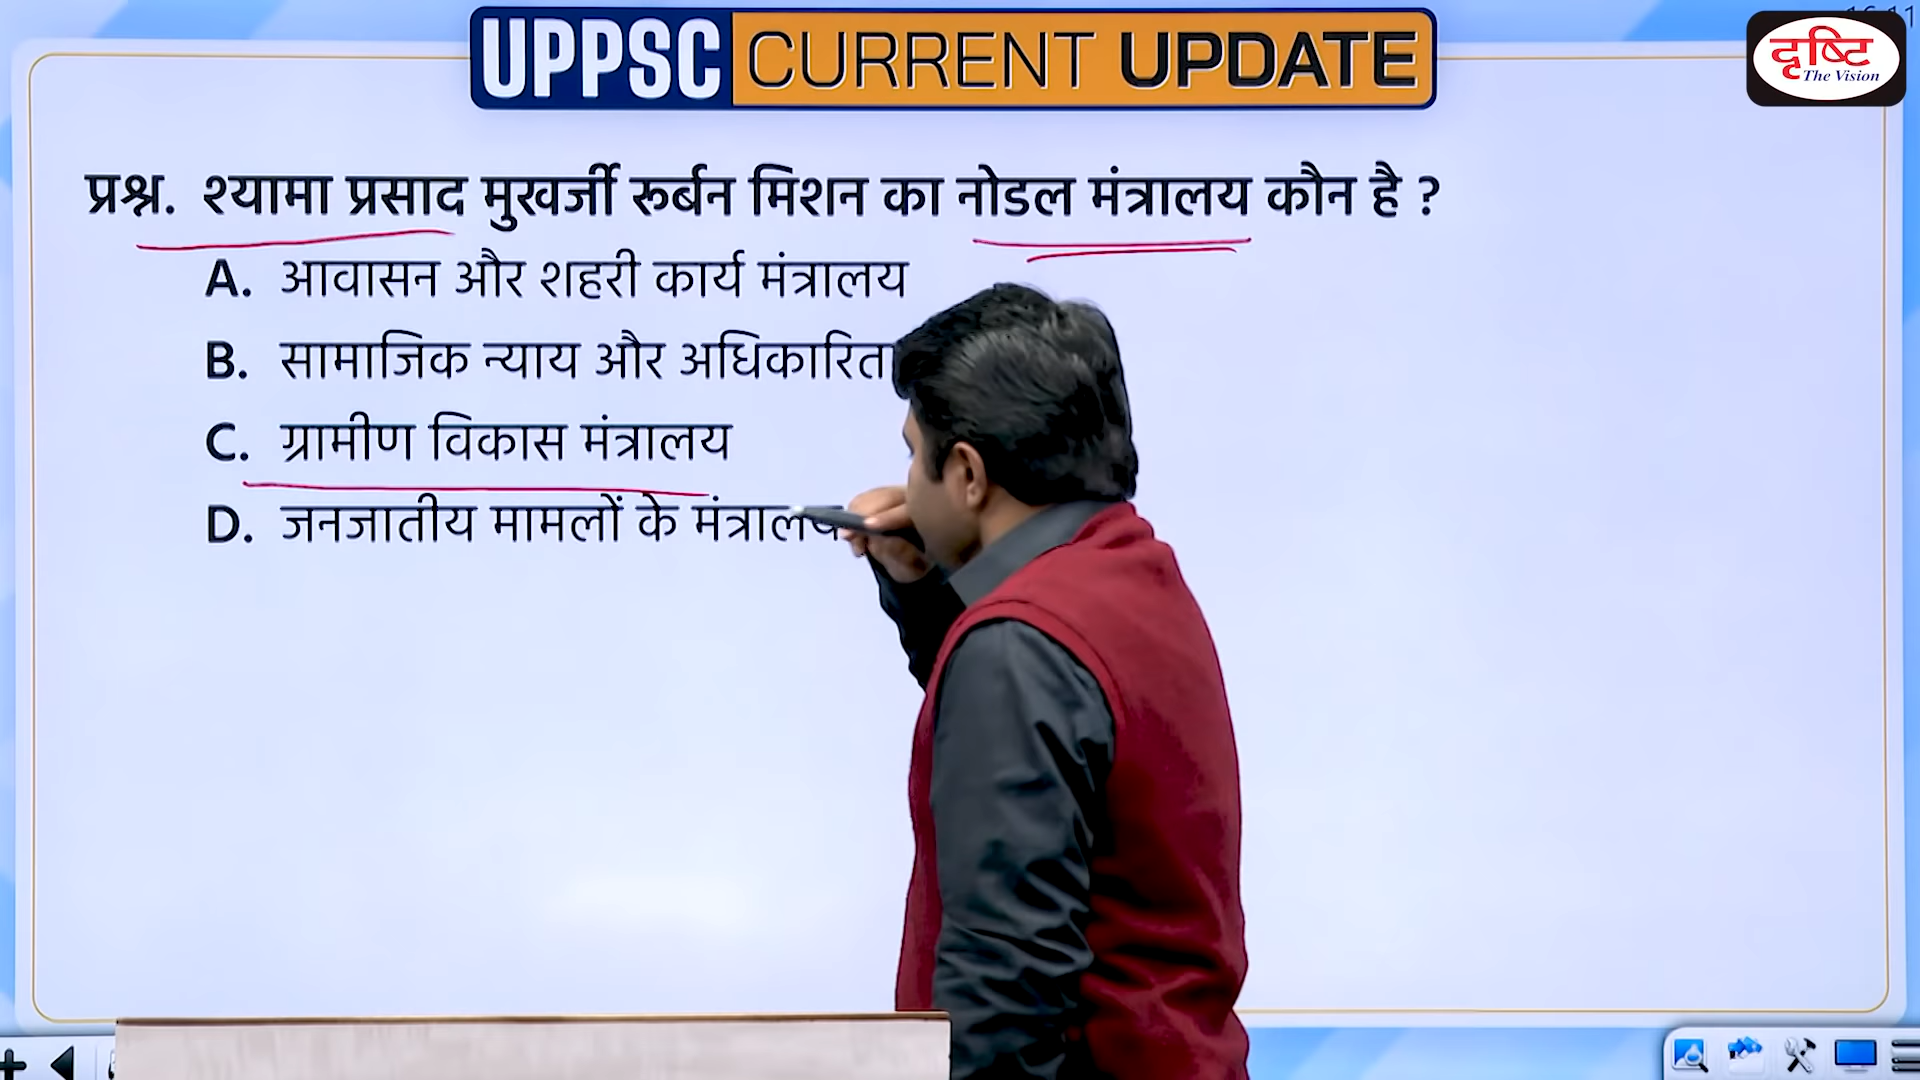 UPPSC CURRENT UPDATE
दृष्टि
The Vision
प्रश्न. श्यामा प्रसाद मुखर्जी रूर्बन मिशन का नोडल मंत्रालय कौन है ?
A. आवासन और शहरी कार्य मंत्रालय
B. सामाजिक न्याय और अधिकारिता
C. ग्रामीण विकास मंत्रालय
D. जनजातीय मामलों के मंत्रालय